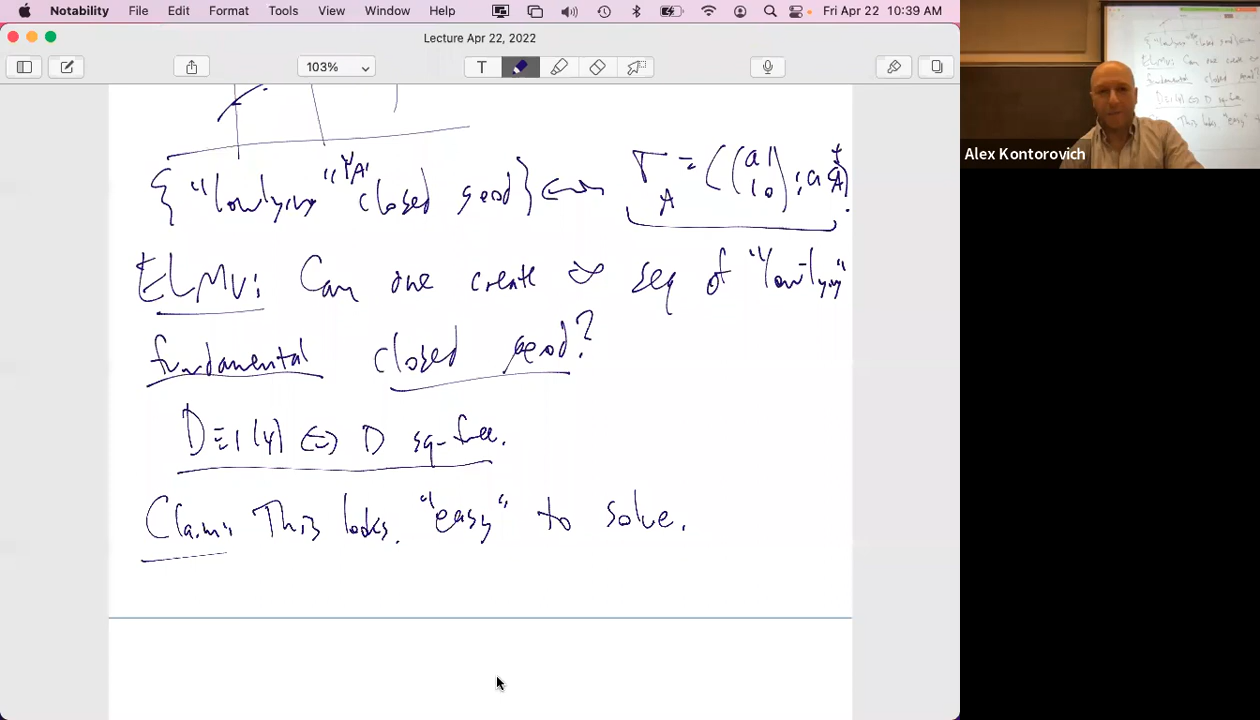 Notability File Edit Format Tools View Window Help Fri Apr 22 10:39 AM
Lecture Apr 22, 2022
103%
T
{ "lowlying" closed geod } ⟷ Γ_A = ⟨ (a 1
1 0) ; a ≤ A ⟩⁺.
"γ_A"
ELMV: Can one create ∞ seq of "low-lying"
fundamental closed geod?
D≡1(4) ⟺ D sq-free.
Claim: This looks "easy" to solve.
Alex Kontorovich